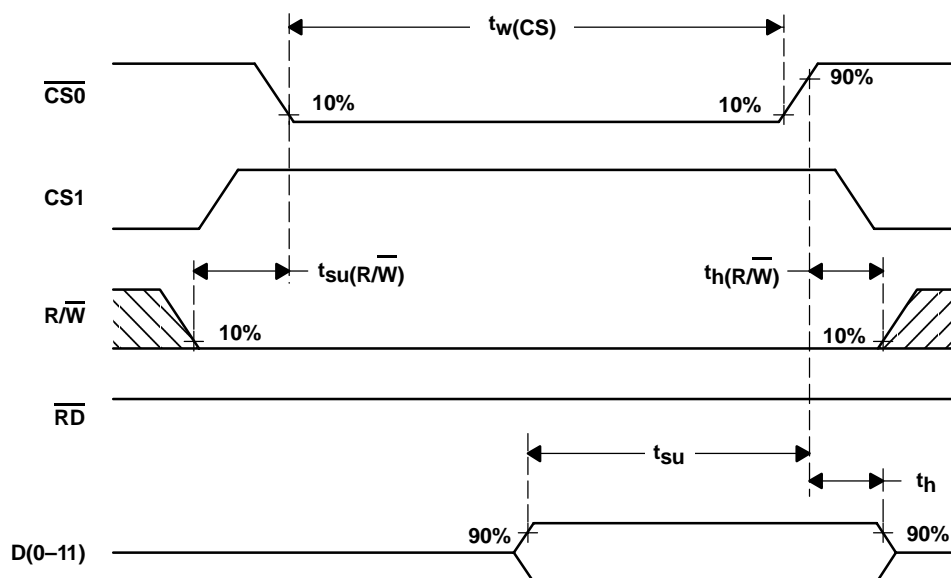 tw(CS)
CS0
10%
10%
90%
CS1
tsu(R/W)
th(R/W)
R/W
10%
10%
RD
tsu
th
90%
90%
D(0–11)